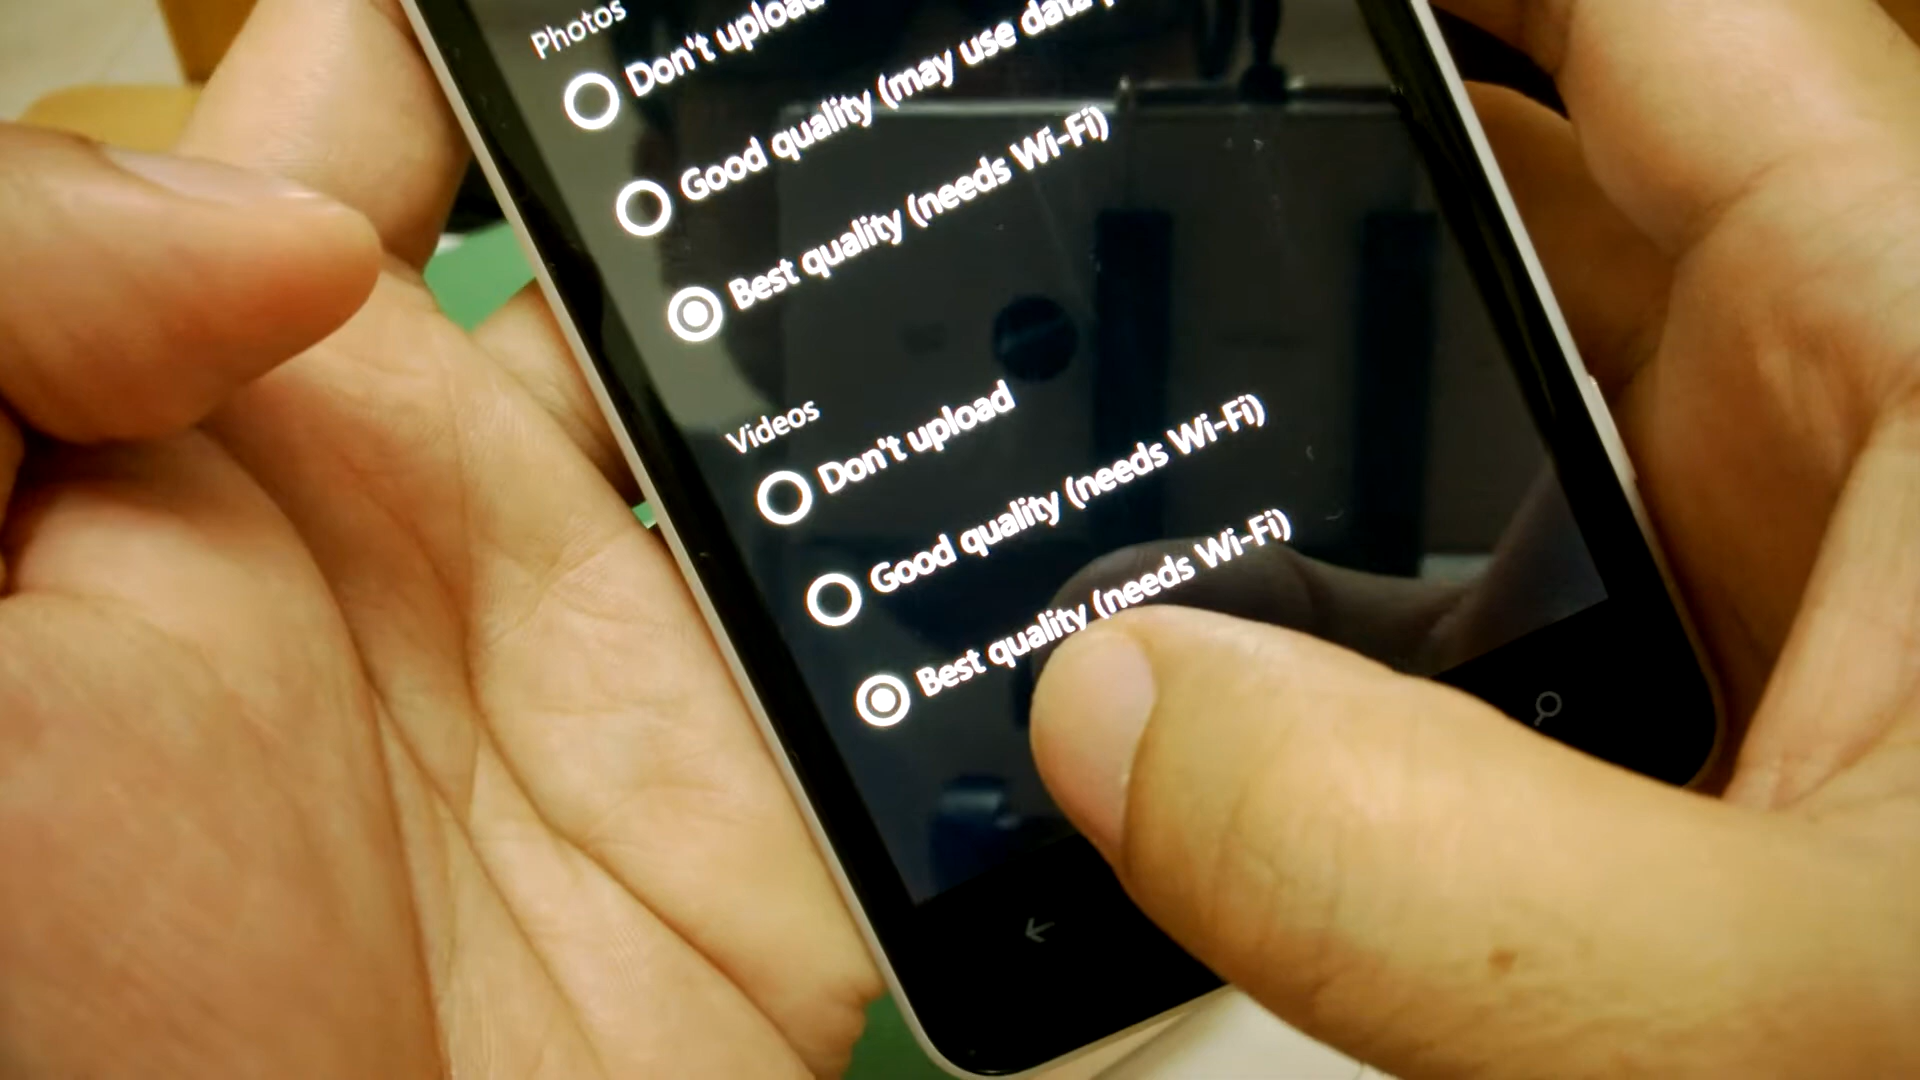 Photos
Don't upload
Good quality (may use data
Best quality (needs Wi-Fi)
Videos
Don't upload
Good quality (needs Wi-Fi)
Best quality (needs Wi-Fi)